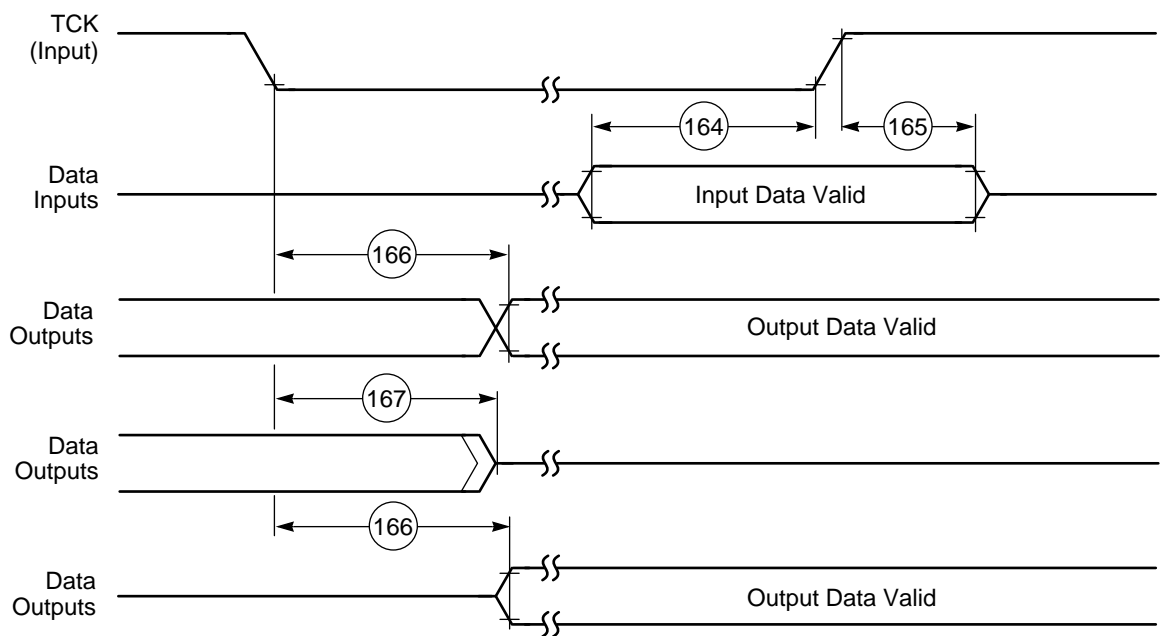 TCK
(Input)
164
165
Data
Inputs
Input Data Valid
166
Data
Outputs
Output Data Valid
167
Data
Outputs
166
Data
Outputs
Output Data Valid